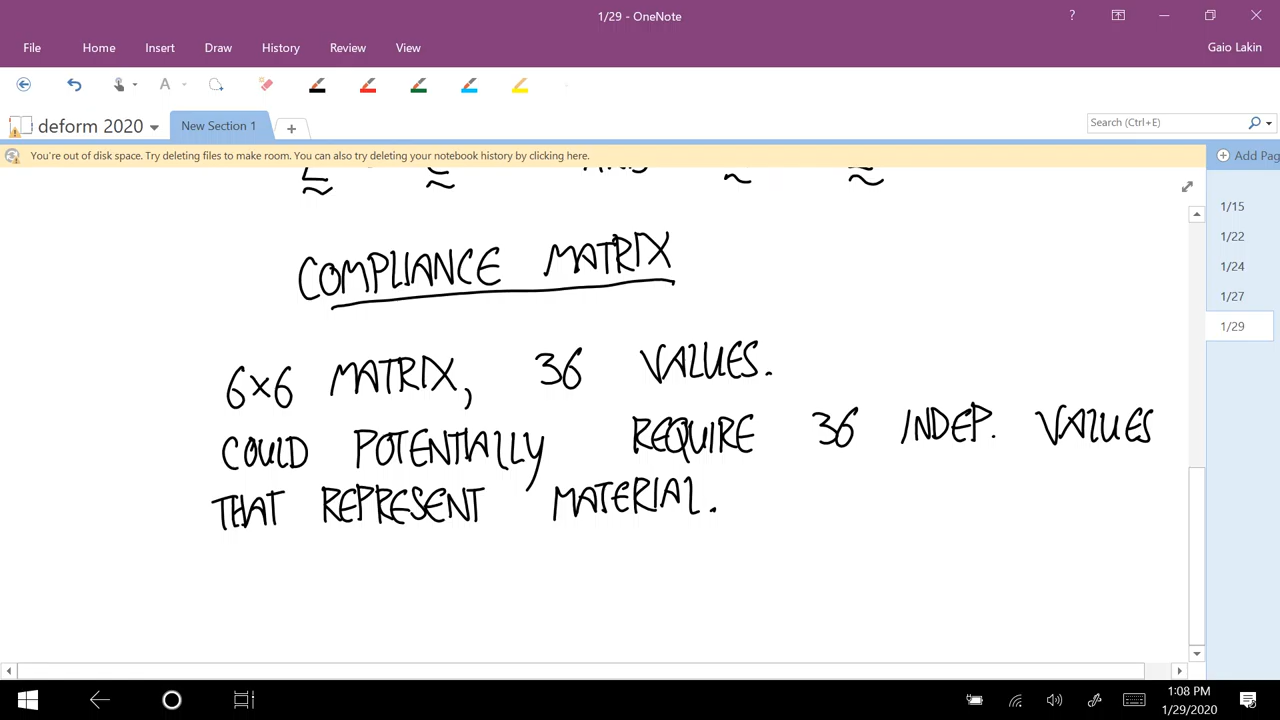 1/29 - OneNote
?
File Home Insert Draw History Review View
Gaio Lakin
A
deform 2020
New Section 1
+
Search (Ctrl+E)
You're out of disk space. Try deleting files to make room. You can also try deleting your notebook history by clicking here.
Add Pag
1/15
1/22
1/24
1/27
1/29
COMPLIANCE MATRIX
6×6 MATRIX, 36 VALUES.
COULD POTENTIALLY REQUIRE 36 INDEP. VALUES
THAT REPRESENT MATERIAL.
1:08 PM
1/29/2020